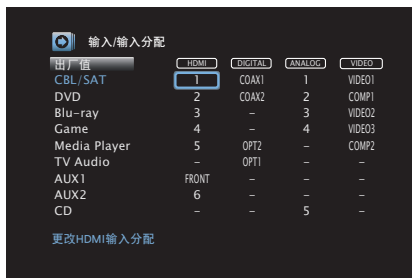 输入/输入分配
出厂值 HDMI DIGITAL ANALOG VIDEO
CBL/SAT 1 COAX1 1 VIDEO1
DVD 2 COAX2 2 COMP1
Blu-ray 3 – 3 VIDEO2
Game 4 – 4 VIDEO3
Media Player 5 OPT2 – COMP2
TV Audio – OPT1 – –
AUX1 FRONT – – –
AUX2 6 – – –
CD – – 5 –
更改HDMI输入分配